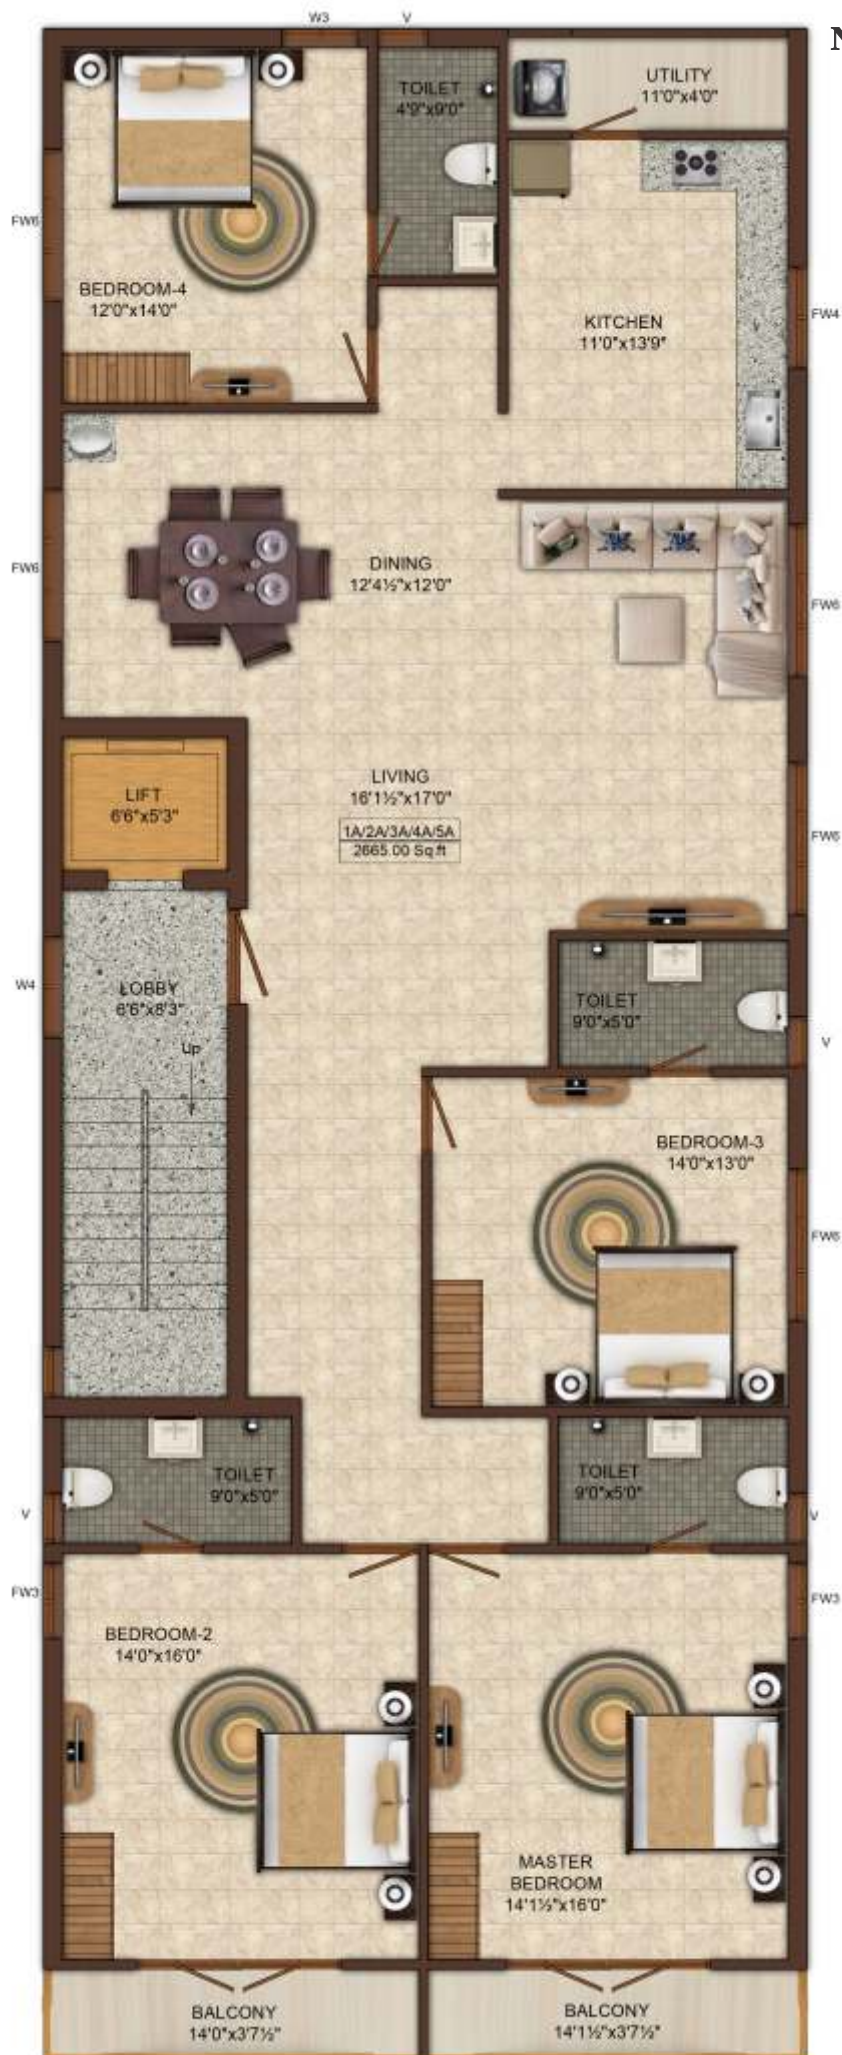 W3
V
N
TOILET
4'9"x9'0"
UTILITY
11'0"x4'0"
FW6
BEDROOM-4
12'0"x14'0"
KITCHEN
11'0"x13'9"
FW4
FW6
DINING
12'4½"x12'0"
FW6
LIFT
6'6"x5'3"
LIVING
16'1½"x17'0"
1A/2A/3A/4A/5A
2665.00 Sq ft
FW6
W4
LOBBY
6'6"x8'3"
Up
TOILET
9'0"x5'0"
V
BEDROOM-3
14'0"x13'0"
FW6
TOILET
9'0"x5'0"
TOILET
9'0"x5'0"
V
V
FW3
FW3
BEDROOM-2
14'0"x16'0"
MASTER
BEDROOM
14'1½"x16'0"
BALCONY
14'0"x3'7½"
BALCONY
14'1½"x3'7½"